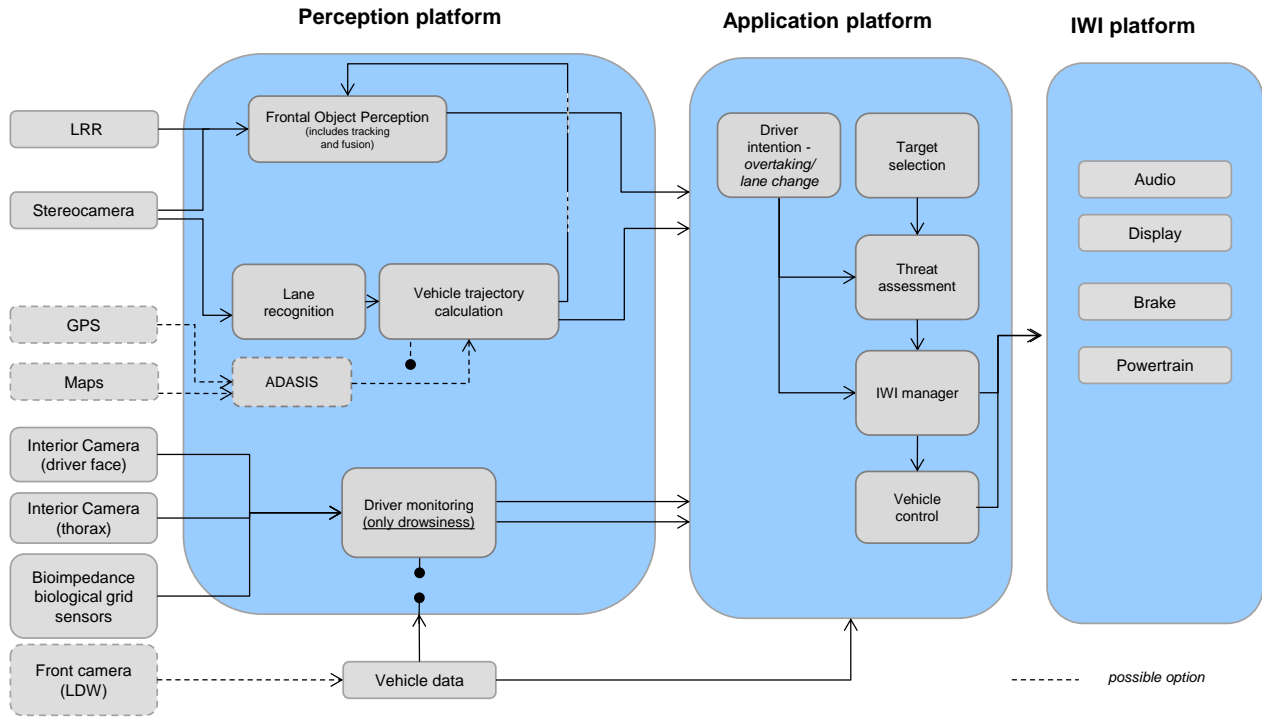 Perception platform
Application platform
IWI platform
LRR
Stereocamera
GPS
Maps
Interior Camera
(driver face)
Interior Camera
(thorax)
Bioimpedance
biological grid
sensors
Front camera
(LDW)
Frontal Object Perception
(includes tracking
and fusion)
Lane
recognition
Vehicle trajectory
calculation
ADASIS
Driver monitoring
(only drowsiness)
Vehicle data
Driver
intention -
overtaking/
lane change
Target
selection
Threat
assessment
IWI manager
Vehicle
control
Audio
Display
Brake
Powertrain
possible option